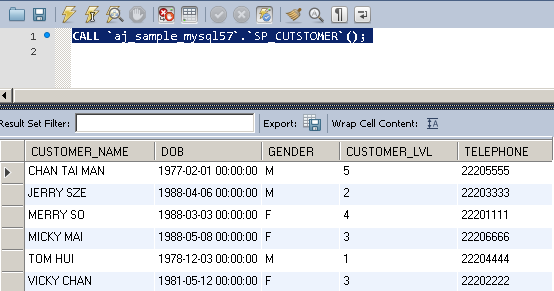 1 CALL `aj_sample_mysql57`.`SP_CUTSTOMER`();
2
Result Set Filter: Export: Wrap Cell Content: IA
CUSTOMER_NAME DOB GENDER CUSTOMER_LVL TELEPHONE
CHAN TAI MAN 1977-02-01 00:00:00 M 5 22205555
JERRY SZE 1988-04-06 00:00:00 M 2 22203333
MERRY SO 1988-03-03 00:00:00 F 4 22201111
MICKY MAI 1988-05-08 00:00:00 F 3 22206666
TOM HUI 1978-12-03 00:00:00 M 1 22204444
VICKY CHAN 1981-05-12 00:00:00 F 3 22202222